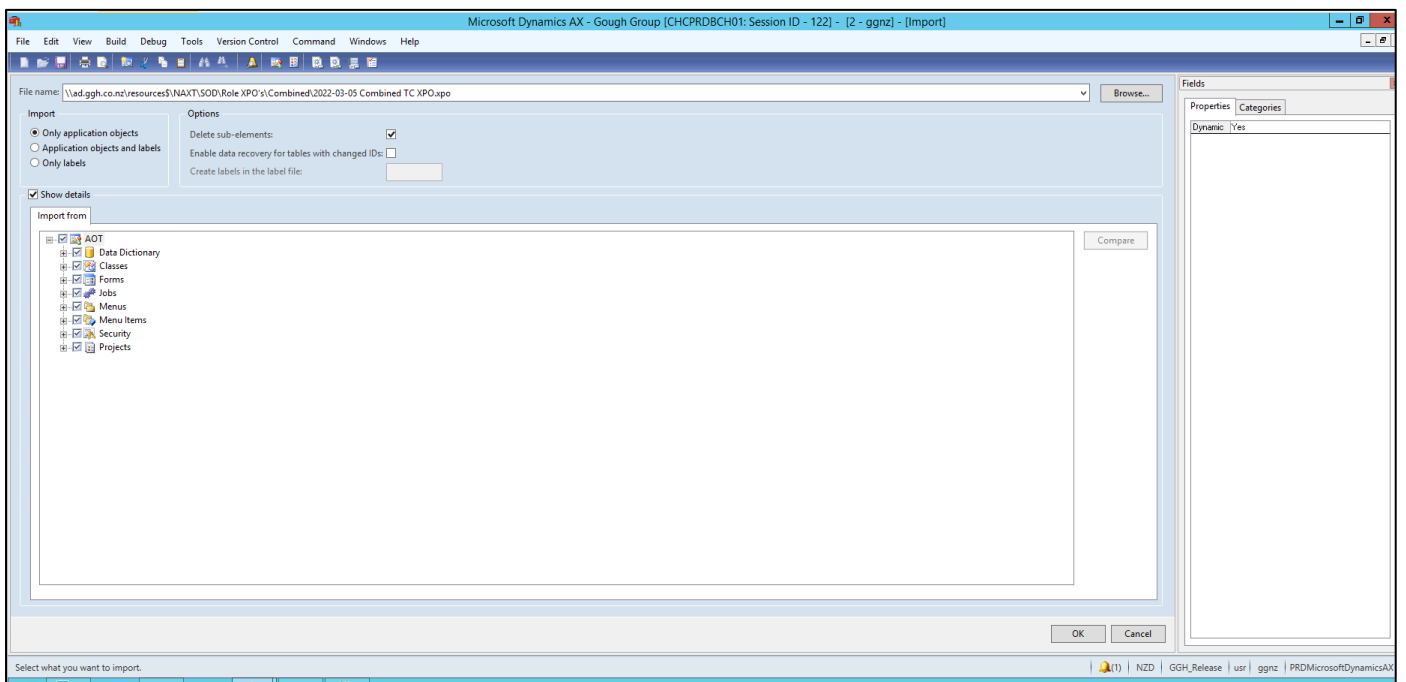 Microsoft Dynamics AX - Gough Group [CHCPRDBCH01: Session ID - 122] - [2 - ggnz] - [Import]
File Edit View Build Debug Tools Version Control Command Windows Help
File name: \\ad.ggh.co.nz\resources$\NAXT\SOD\Role XPO's\Combined\2022-03-05 Combined TC XPO.xpo Browse...
Import
Only application objects
Application objects and labels
Only labels
Options
Delete sub-elements:
Enable data recovery for tables with changed IDs:
Create labels in the label file:
Show details
Import from
AOT
Data Dictionary
Classes
Forms
Jobs
Menus
Menu Items
Security
Projects
Compare
OK Cancel
Fields
Properties Categories
Dynamic Yes
Select what you want to import.
(1) NZD GGH_Release usr ggnz PRDMicrosoftDynamicsAX